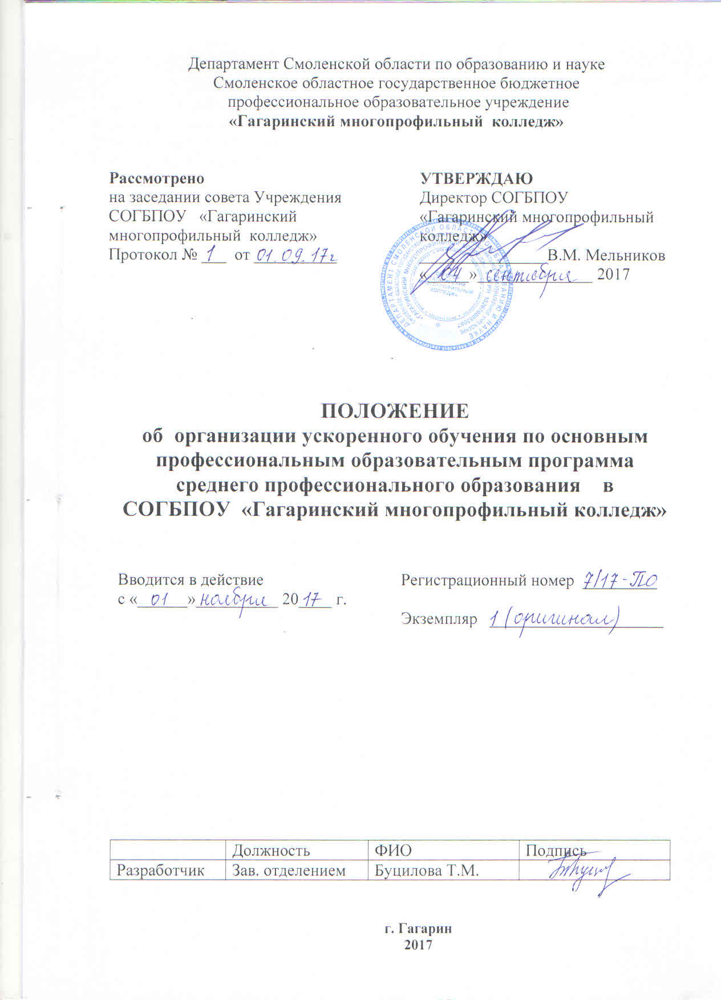 Департамент Смоленской области по образованию и науке
Смоленское областное государственное бюджетное
профессиональное образовательное учреждение
«Гагаринский многопрофильный колледж»
Рассмотрено
на заседании совета Учреждения
СОГБПОУ «Гагаринский
многопрофильный колледж»
Протокол № 1 от 01.09.17г
УТВЕРЖДАЮ
Директор СОГБПОУ
«Гагаринский многопрофильный
колледж»
В.М. Мельников
«04» сентября 2017
ПОЛОЖЕНИЕ
об организации ускоренного обучения по основным
профессиональным образовательным программа
среднего профессионального образования в
СОГБПОУ «Гагаринский многопрофильный колледж»
Вводится в действие
с «01» ноября 2017 г.
Регистрационный номер 7/17-ПО
Экземпляр 1 (оригинал)
Должность ФИО Подпись
Разработчик Зав. отделением Буцилова Т.М.
г. Гагарин
2017